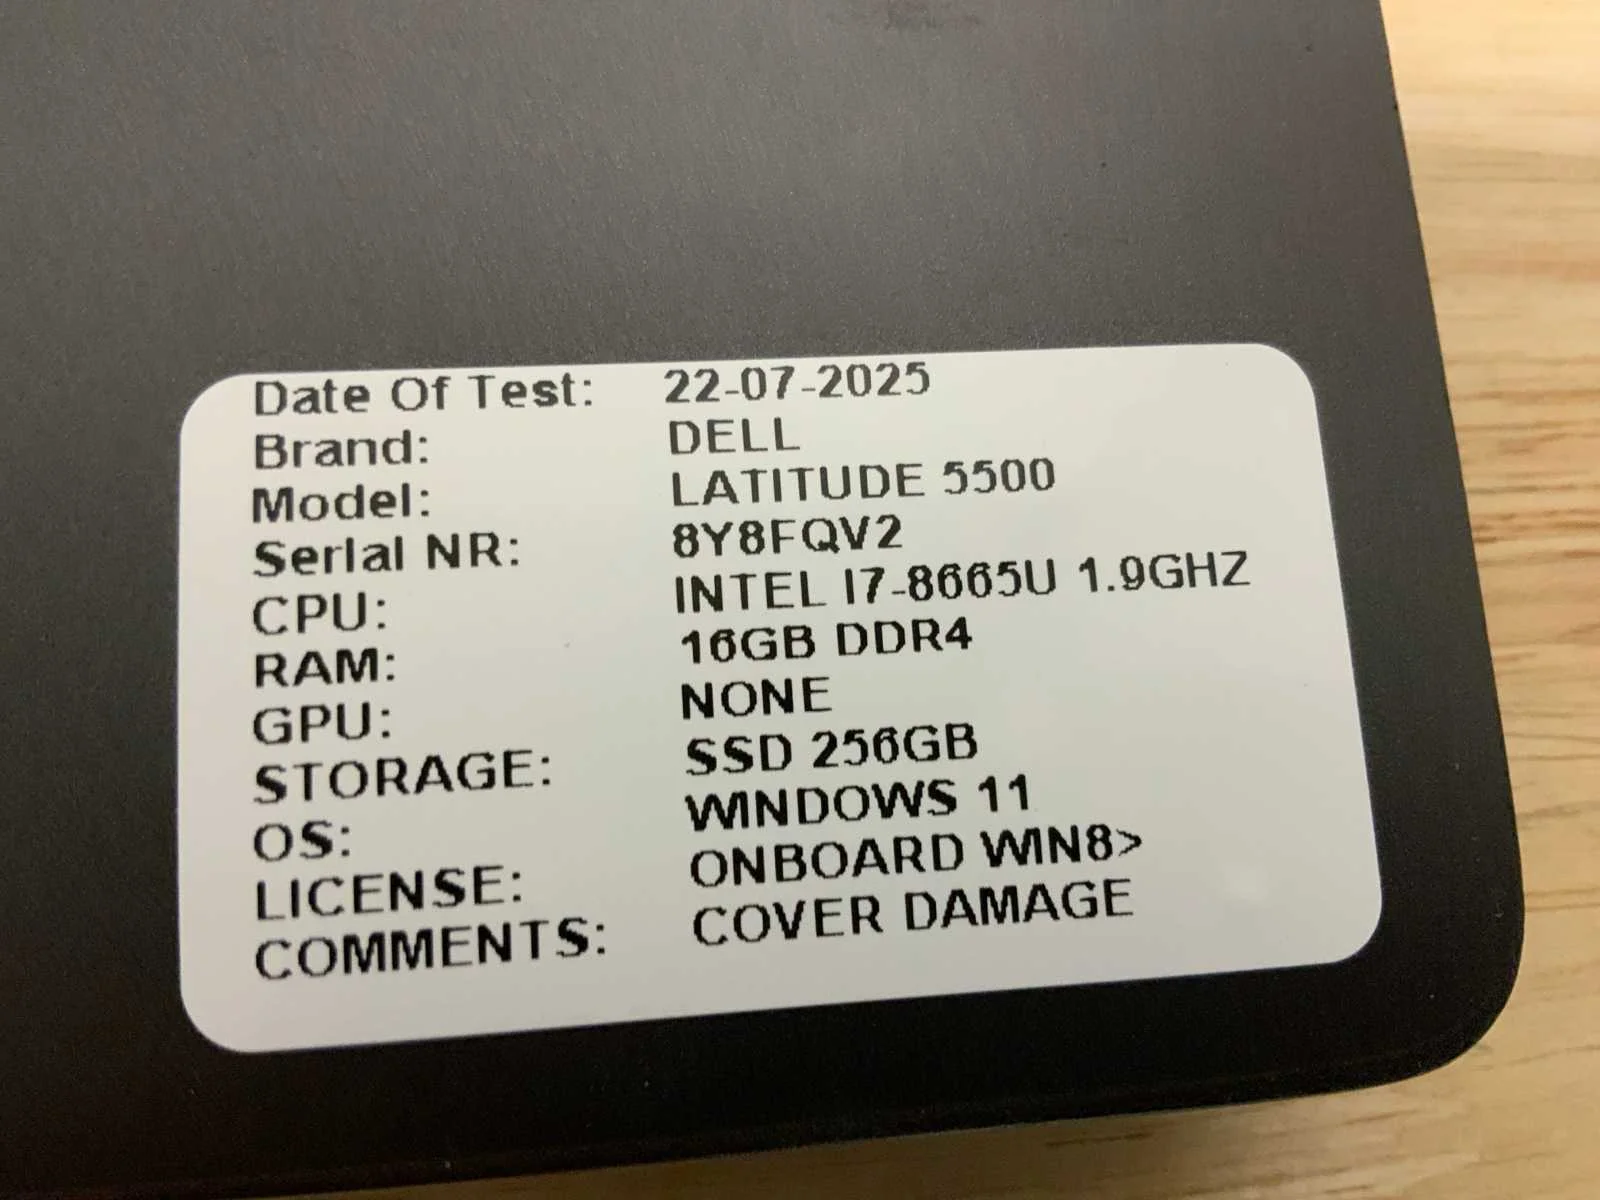 Date Of Test: 22-07-2025
Brand: DELL
Model: LATITUDE 5500
Serial NR: 8Y8FQV2
CPU: INTEL I7-8665U 1.9GHZ
RAM: 16GB DDR4
GPU: NONE
STORAGE: SSD 256GB
OS: WINDOWS 11
LICENSE: ONBOARD WIN8>
COMMENTS: COVER DAMAGE